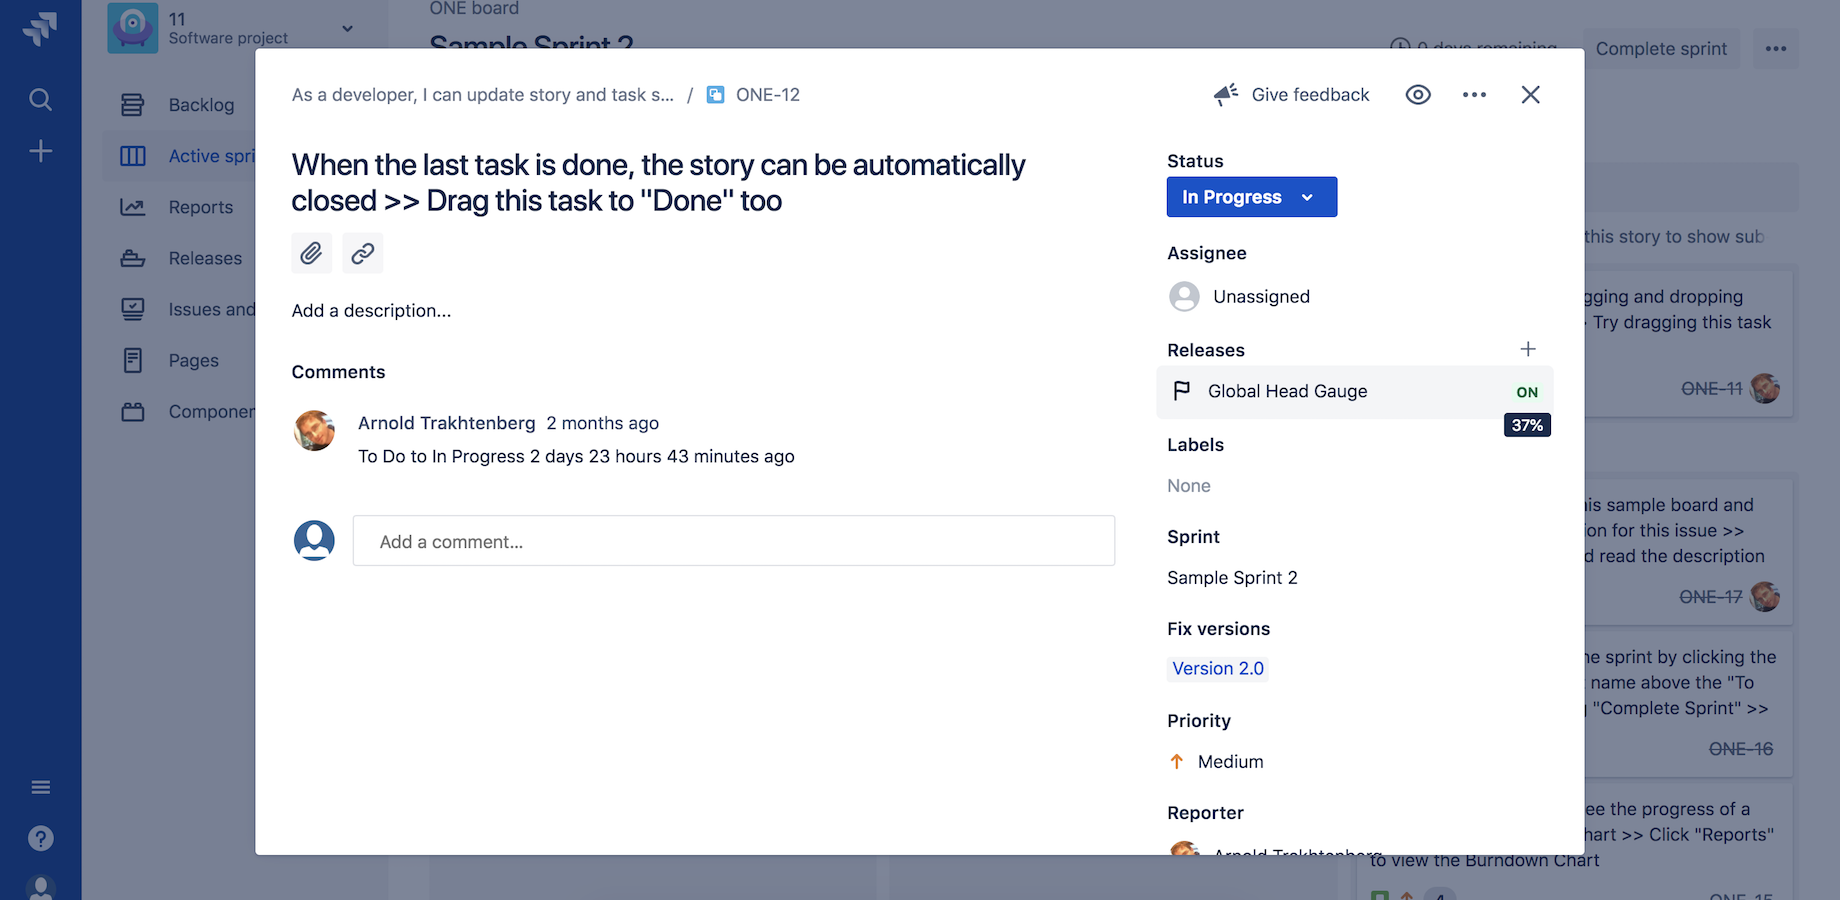 11
Software project
ONE board
Sample Sprint 2
0 days remaining
Complete sprint
Backlog
Active spri
Reports
Releases
Issues and
Pages
Componen
As a developer, I can update story and task s... / ONE-12
Give feedback
When the last task is done, the story can be automatically
closed >> Drag this task to "Done" too
Add a description...
Comments
Arnold Trakhtenberg 2 months ago
To Do to In Progress 2 days 23 hours 43 minutes ago
Add a comment...
Status
In Progress
Assignee
Unassigned
Releases
Global Head Gauge
ON
37%
Labels
None
Sprint
Sample Sprint 2
Fix versions
Version 2.0
Priority
Medium
Reporter
Arnold Trakhtenberg
this story to show sub
gging and dropping
Try dragging this task
ONE-11
is sample board and
ion for this issue >>
d read the description
ONE-17
e sprint by clicking the
name above the "To
"Complete Sprint" >>
ONE-16
ee the progress of a
hart >> Click "Reports"
to view the Burndown Chart
4
ONE-15